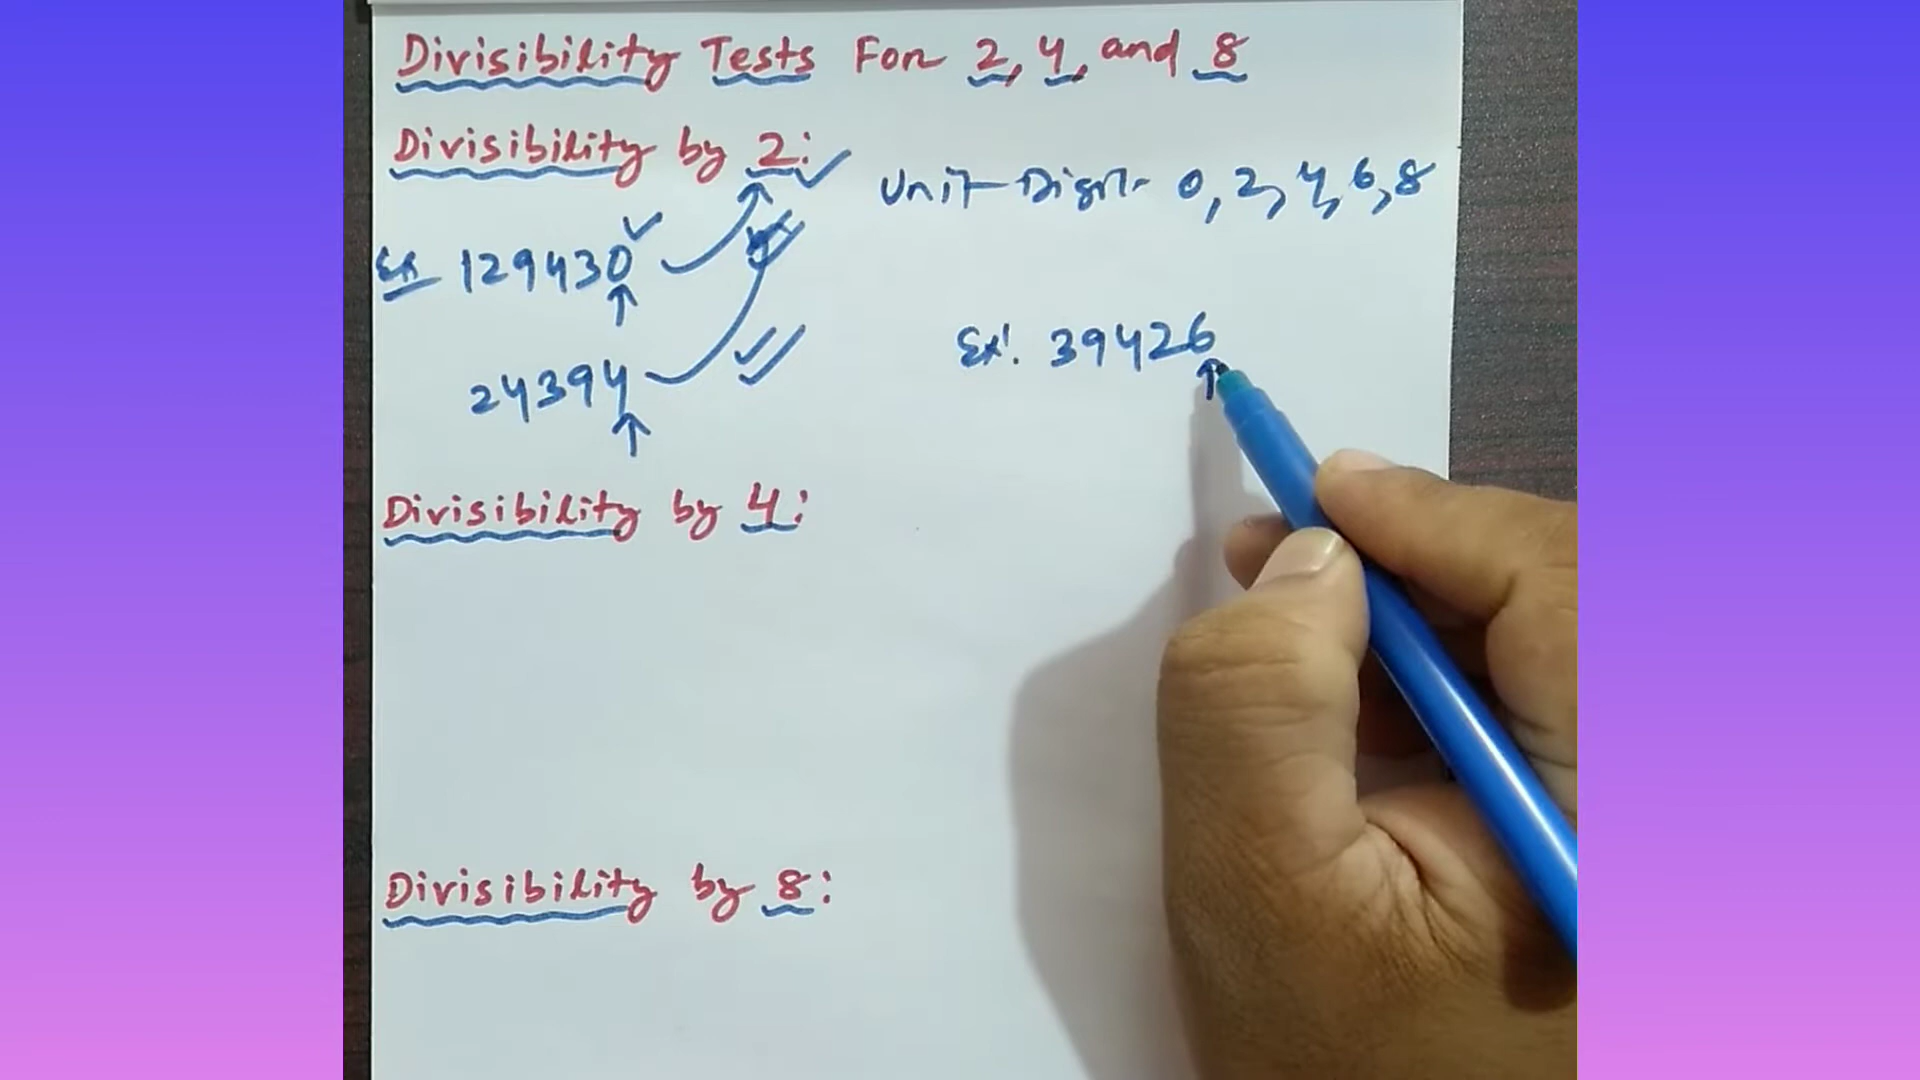 Divisibility Tests For 2, 4, and 8
Divisibility by 2:
Unit Digit - 0, 2, 4, 6, 8
Ex 129430
Ex: 39426
24394
Divisibility by 4:
Divisibility by 8: